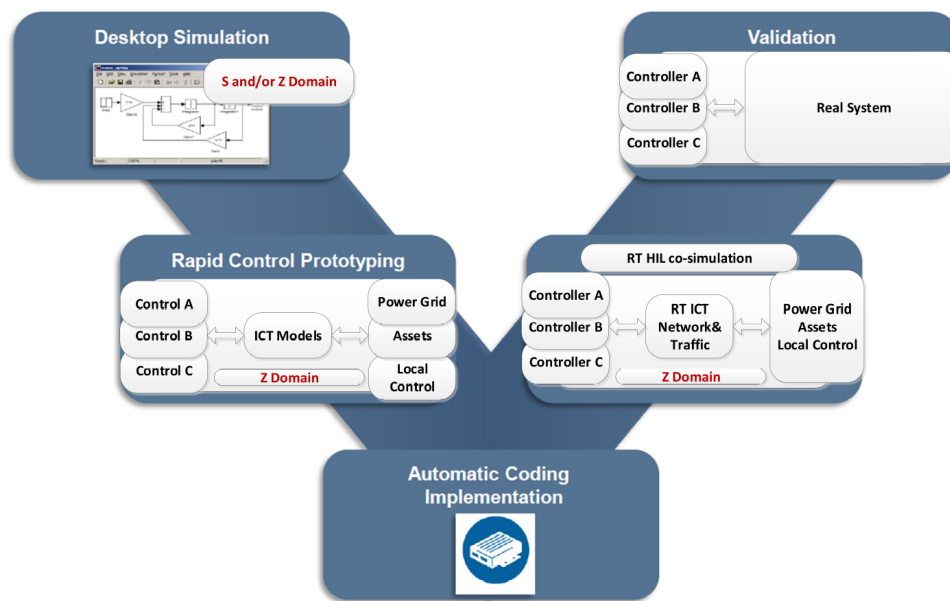 Desktop Simulation
S and/or Z Domain
Validation
Controller A
Controller B
Controller C
Real System
Rapid Control Prototyping
Control A
Control B
Control C
ICT Models
Z Domain
Power Grid
Assets
Local
Control
RT HIL co-simulation
Controller A
Controller B
Controller C
RT ICT
Network&
Traffic
Z Domain
Power Grid
Assets
Local Control
Automatic Coding
Implementation